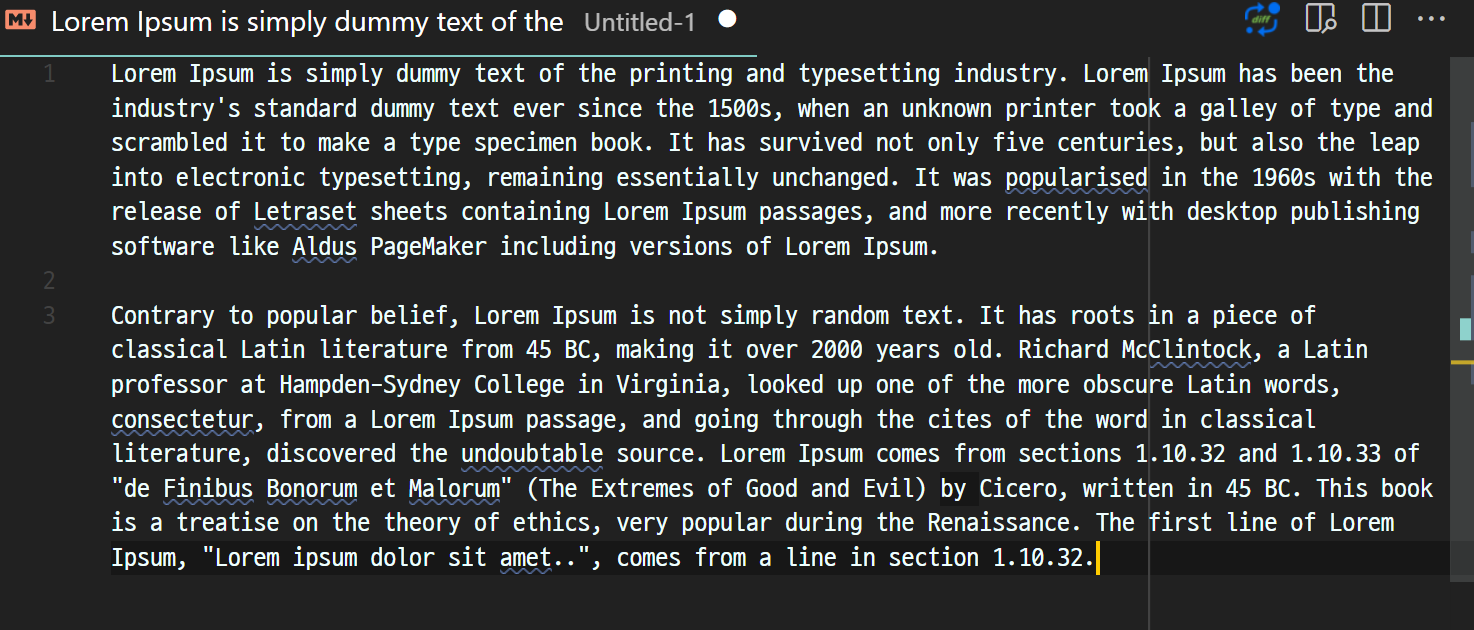 Lorem Ipsum is simply dummy text of the Untitled-1
diff
1 Lorem Ipsum is simply dummy text of the printing and typesetting industry. Lorem Ipsum has been the
industry's standard dummy text ever since the 1500s, when an unknown printer took a galley of type and
scrambled it to make a type specimen book. It has survived not only five centuries, but also the leap
into electronic typesetting, remaining essentially unchanged. It was popularised in the 1960s with the
release of Letraset sheets containing Lorem Ipsum passages, and more recently with desktop publishing
software like Aldus PageMaker including versions of Lorem Ipsum.
2
3 Contrary to popular belief, Lorem Ipsum is not simply random text. It has roots in a piece of
classical Latin literature from 45 BC, making it over 2000 years old. Richard McClintock, a Latin
professor at Hampden-Sydney College in Virginia, looked up one of the more obscure Latin words,
consectetur, from a Lorem Ipsum passage, and going through the cites of the word in classical
literature, discovered the undoubtable source. Lorem Ipsum comes from sections 1.10.32 and 1.10.33 of
"de Finibus Bonorum et Malorum" (The Extremes of Good and Evil) by Cicero, written in 45 BC. This book
is a treatise on the theory of ethics, very popular during the Renaissance. The first line of Lorem
Ipsum, "Lorem ipsum dolor sit amet..", comes from a line in section 1.10.32.